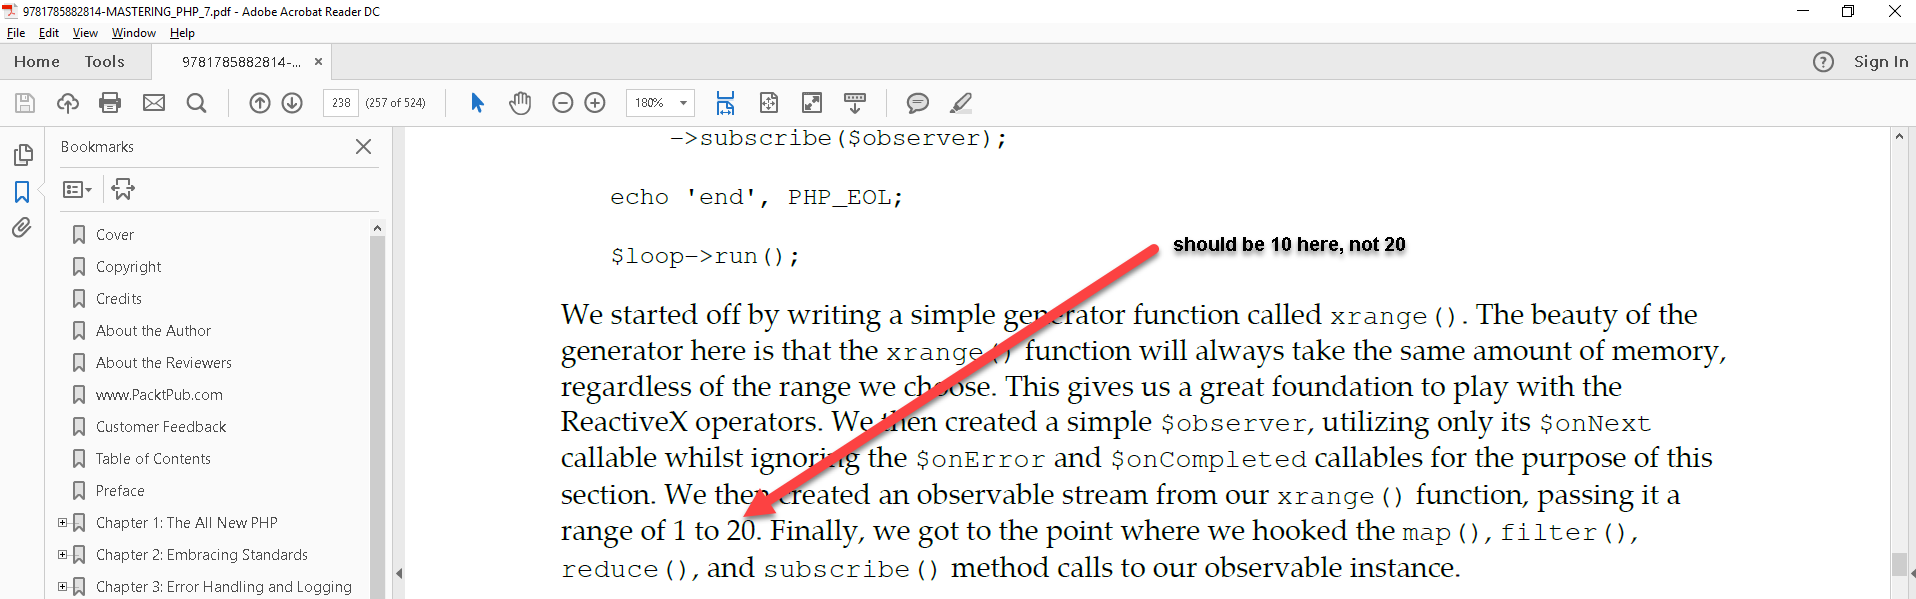 9781785882814-MASTERING_PHP_7.pdf - Adobe Acrobat Reader DC
File Edit View Window Help
Home Tools 9781785882814-... ×
? Sign In
238 (257 of 524) 180%
Bookmarks
Cover
Copyright
Credits
About the Author
About the Reviewers
www.PacktPub.com
Customer Feedback
Table of Contents
Preface
Chapter 1: The All New PHP
Chapter 2: Embracing Standards
Chapter 3: Error Handling and Logging
->subscribe($observer);
echo 'end', PHP_EOL;
should be 10 here, not 20
$loop->run();
We started off by writing a simple generator function called xrange(). The beauty of the
generator here is that the xrange() function will always take the same amount of memory,
regardless of the range we choose. This gives us a great foundation to play with the
ReactiveX operators. We then created a simple $observer, utilizing only its $onNext
callable whilst ignoring the $onError and $onCompleted callables for the purpose of this
section. We then created an observable stream from our xrange() function, passing it a
range of 1 to 20. Finally, we got to the point where we hooked the map(), filter(),
reduce(), and subscribe() method calls to our observable instance.